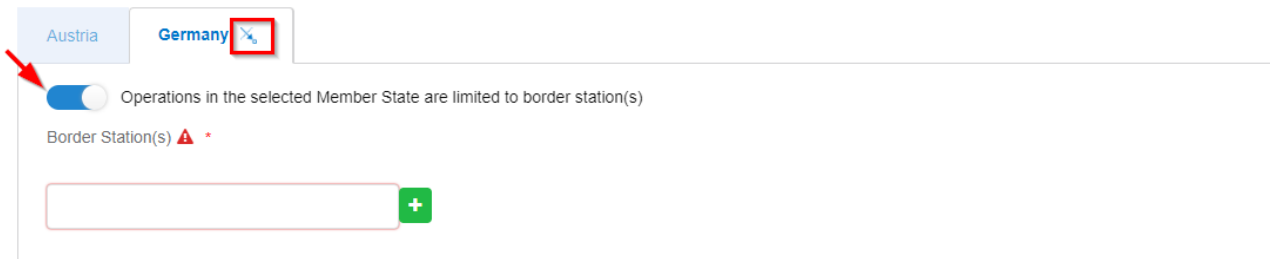 Austria
Germany
Operations in the selected Member State are limited to border station(s)
Border Station(s) *
+